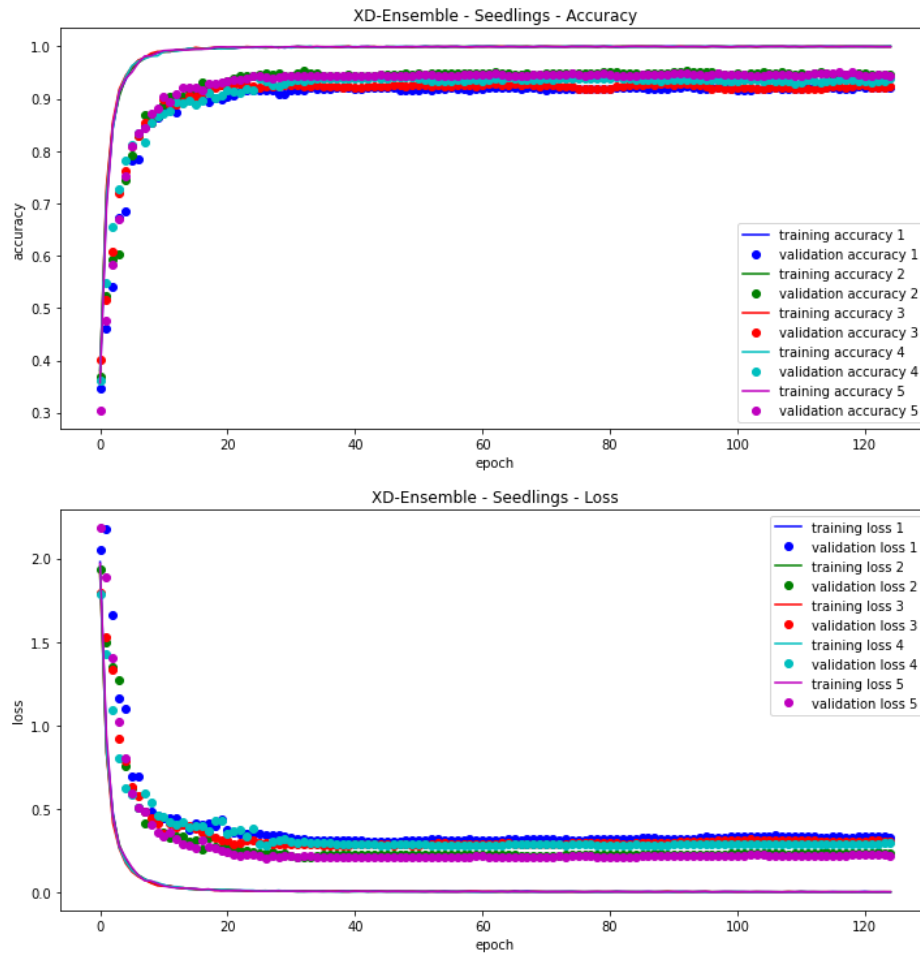 XD-Ensemble - Seedlings - Accuracy
1.0
0.9
0.8
0.7
0.6
0.5
0.4
0.3
accuracy
training accuracy 1
validation accuracy 1
training accuracy 2
validation accuracy 2
training accuracy 3
validation accuracy 3
training accuracy 4
validation accuracy 4
training accuracy 5
validation accuracy 5
0 20 40 60 80 100 120
epoch
XD-Ensemble - Seedlings - Loss
2.0
1.5
1.0
0.5
0.0
loss
training loss 1
validation loss 1
training loss 2
validation loss 2
training loss 3
validation loss 3
training loss 4
validation loss 4
training loss 5
validation loss 5
0 20 40 60 80 100 120
epoch